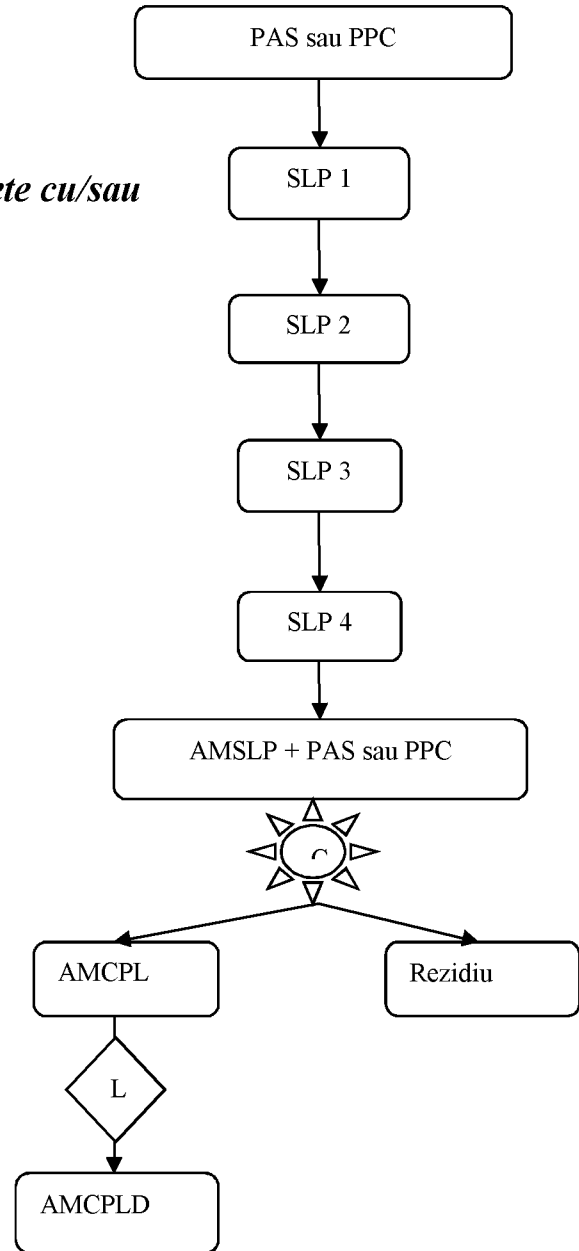 PAS sau PPC
SLP 1
cu/sau
SLP 2
SLP 3
SLP 4
AMSLP + PAS sau PPC
AMCPL
Rezidiu
L
AMCPLD